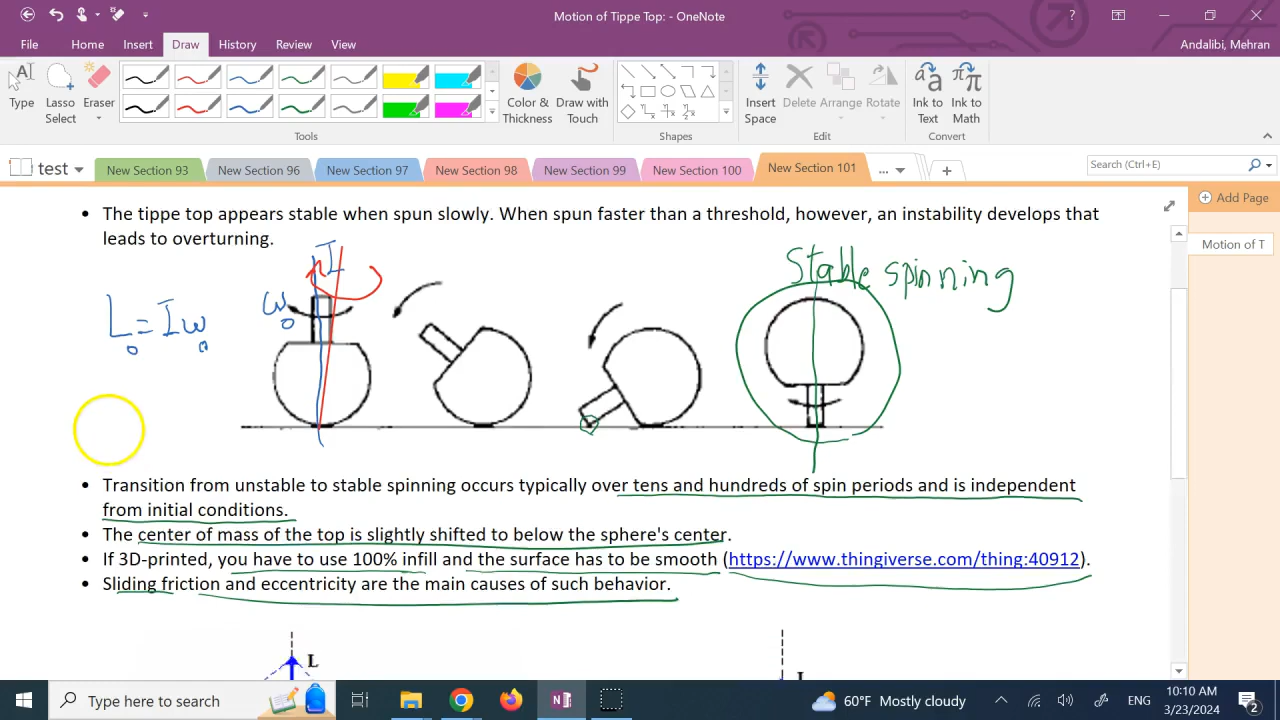 Motion of Tippe Top: - OneNote
Andalibi, Mehran
File Home Insert Draw History Review View
Type
Lasso Select
Eraser
Color & Thickness
Draw with Touch
Insert Space
Delete
Arrange
Rotate
Ink to Text
Ink to Math
Tools
Shapes
Edit
Convert
test
New Section 93
New Section 96
New Section 97
New Section 98
New Section 99
New Section 100
New Section 101
...
Search (Ctrl+E)
Add Page
Motion of T
• The tippe top appears stable when spun slowly. When spun faster than a threshold, however, an instability develops that
leads to overturning.
I
Stable spinning
ω₀
L₀ = Iω₀
• Transition from unstable to stable spinning occurs typically over tens and hundreds of spin periods and is independent
from initial conditions.
• The center of mass of the top is slightly shifted to below the sphere's center.
• If 3D-printed, you have to use 100% infill and the surface has to be smooth (https://www.thingiverse.com/thing:40912).
• Sliding friction and eccentricity are the main causes of such behavior.
L
L
Type here to search
60°F Mostly cloudy
ENG
10:10 AM
3/23/2024
2